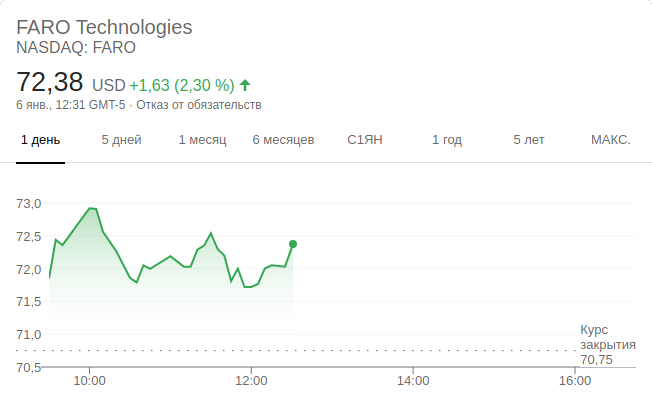 FARO Technologies
NASDAQ: FARO
72,38 USD +1,63 (2,30 %)
6 янв., 12:31 GMT-5 · Отказ от обязательств
1 день 5 дней 1 месяц 6 месяцев С1ЯН 1 год 5 лет МАКС.
73,0
72,5
72,0
71,5
71,0
Курс
закрытия
70,75
70,5
10:00 12:00 14:00 16:00